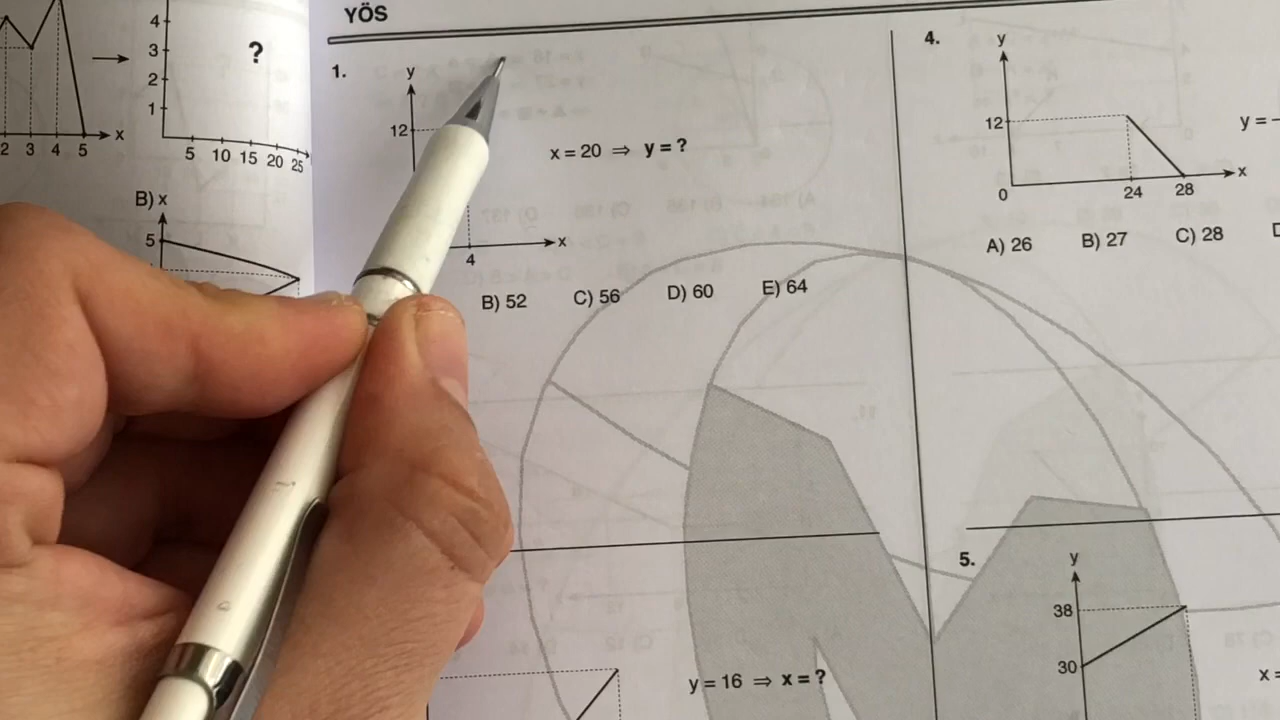 YÖS
4
3
2
1
?
x
2 3 4 5
5 10 15 20 25
B) x
5
1.
y
12
x = 20 ⇒ y = ?
x
4
B) 52 C) 56 D) 60 E) 64
4.
y
12
y = –
x
0
24 28
A) 26 B) 27 C) 28
5.
y
38
30
x =
y = 16 ⇒ x = ?